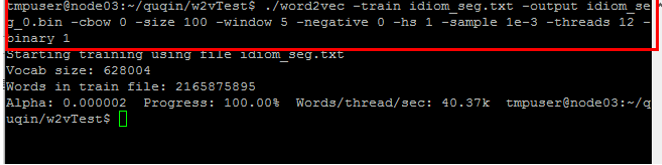 tmpuser@node03:~/quqin/w2vTest$ ./word2vec -train idiom_seg.txt -output idiom_se
g_0.bin -cbow 0 -size 100 -window 5 -negative 0 -hs 1 -sample 1e-3 -threads 12 -
binary 1
Starting training using file idiom_seg.txt
Vocab size: 628004
Words in train file: 2165875895
Alpha: 0.000002  Progress: 100.00%  Words/thread/sec: 40.37k  tmpuser@node03:~/q
uqin/w2vTest$